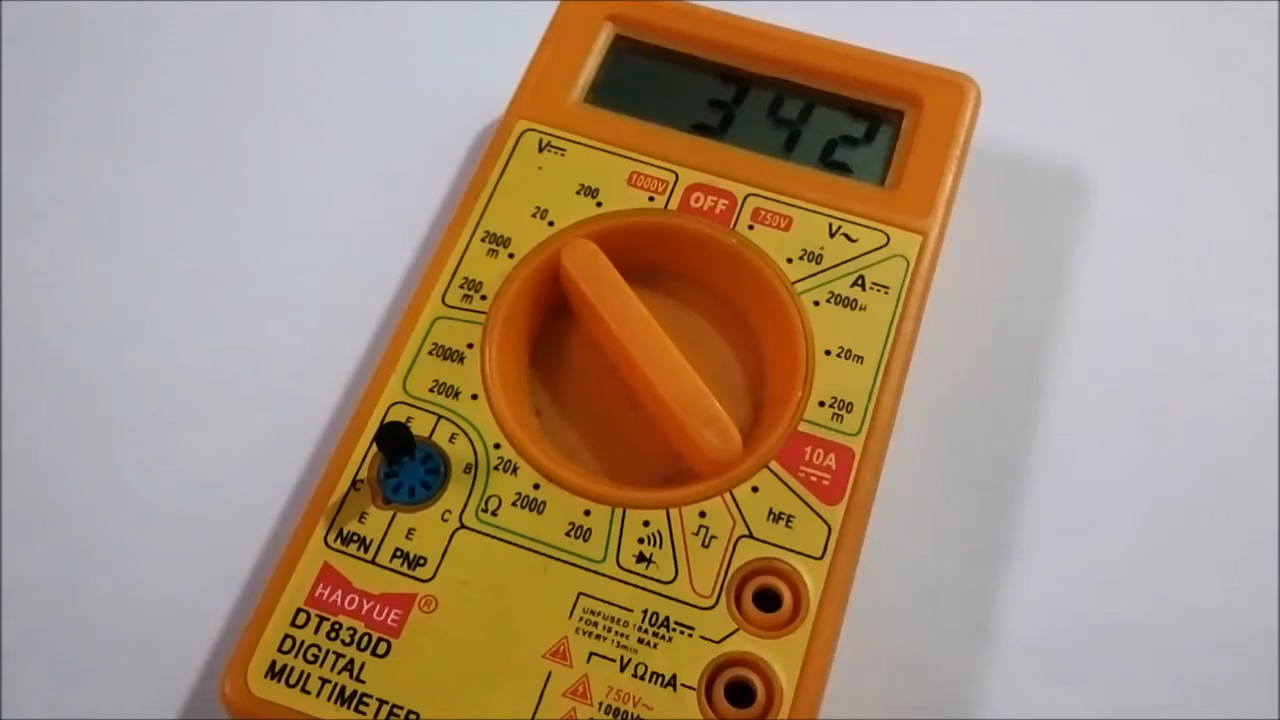 342
V⎓
1000V
200
20
2000
m
200
m
OFF
750V
V~
200
A⎓
2000µ
20m
200
m
10A
hFE
2000k
200k
20k
2000
200
Ω
E
E
B
C
C
E
E
NPN
PNP
HAOYUE®
DT830D
DIGITAL
MULTIMETER
10A⎓
UNFUSED 10A MAX
FOR 10 sec MAX
EVERY 15min
VΩmA
750V~
1000V